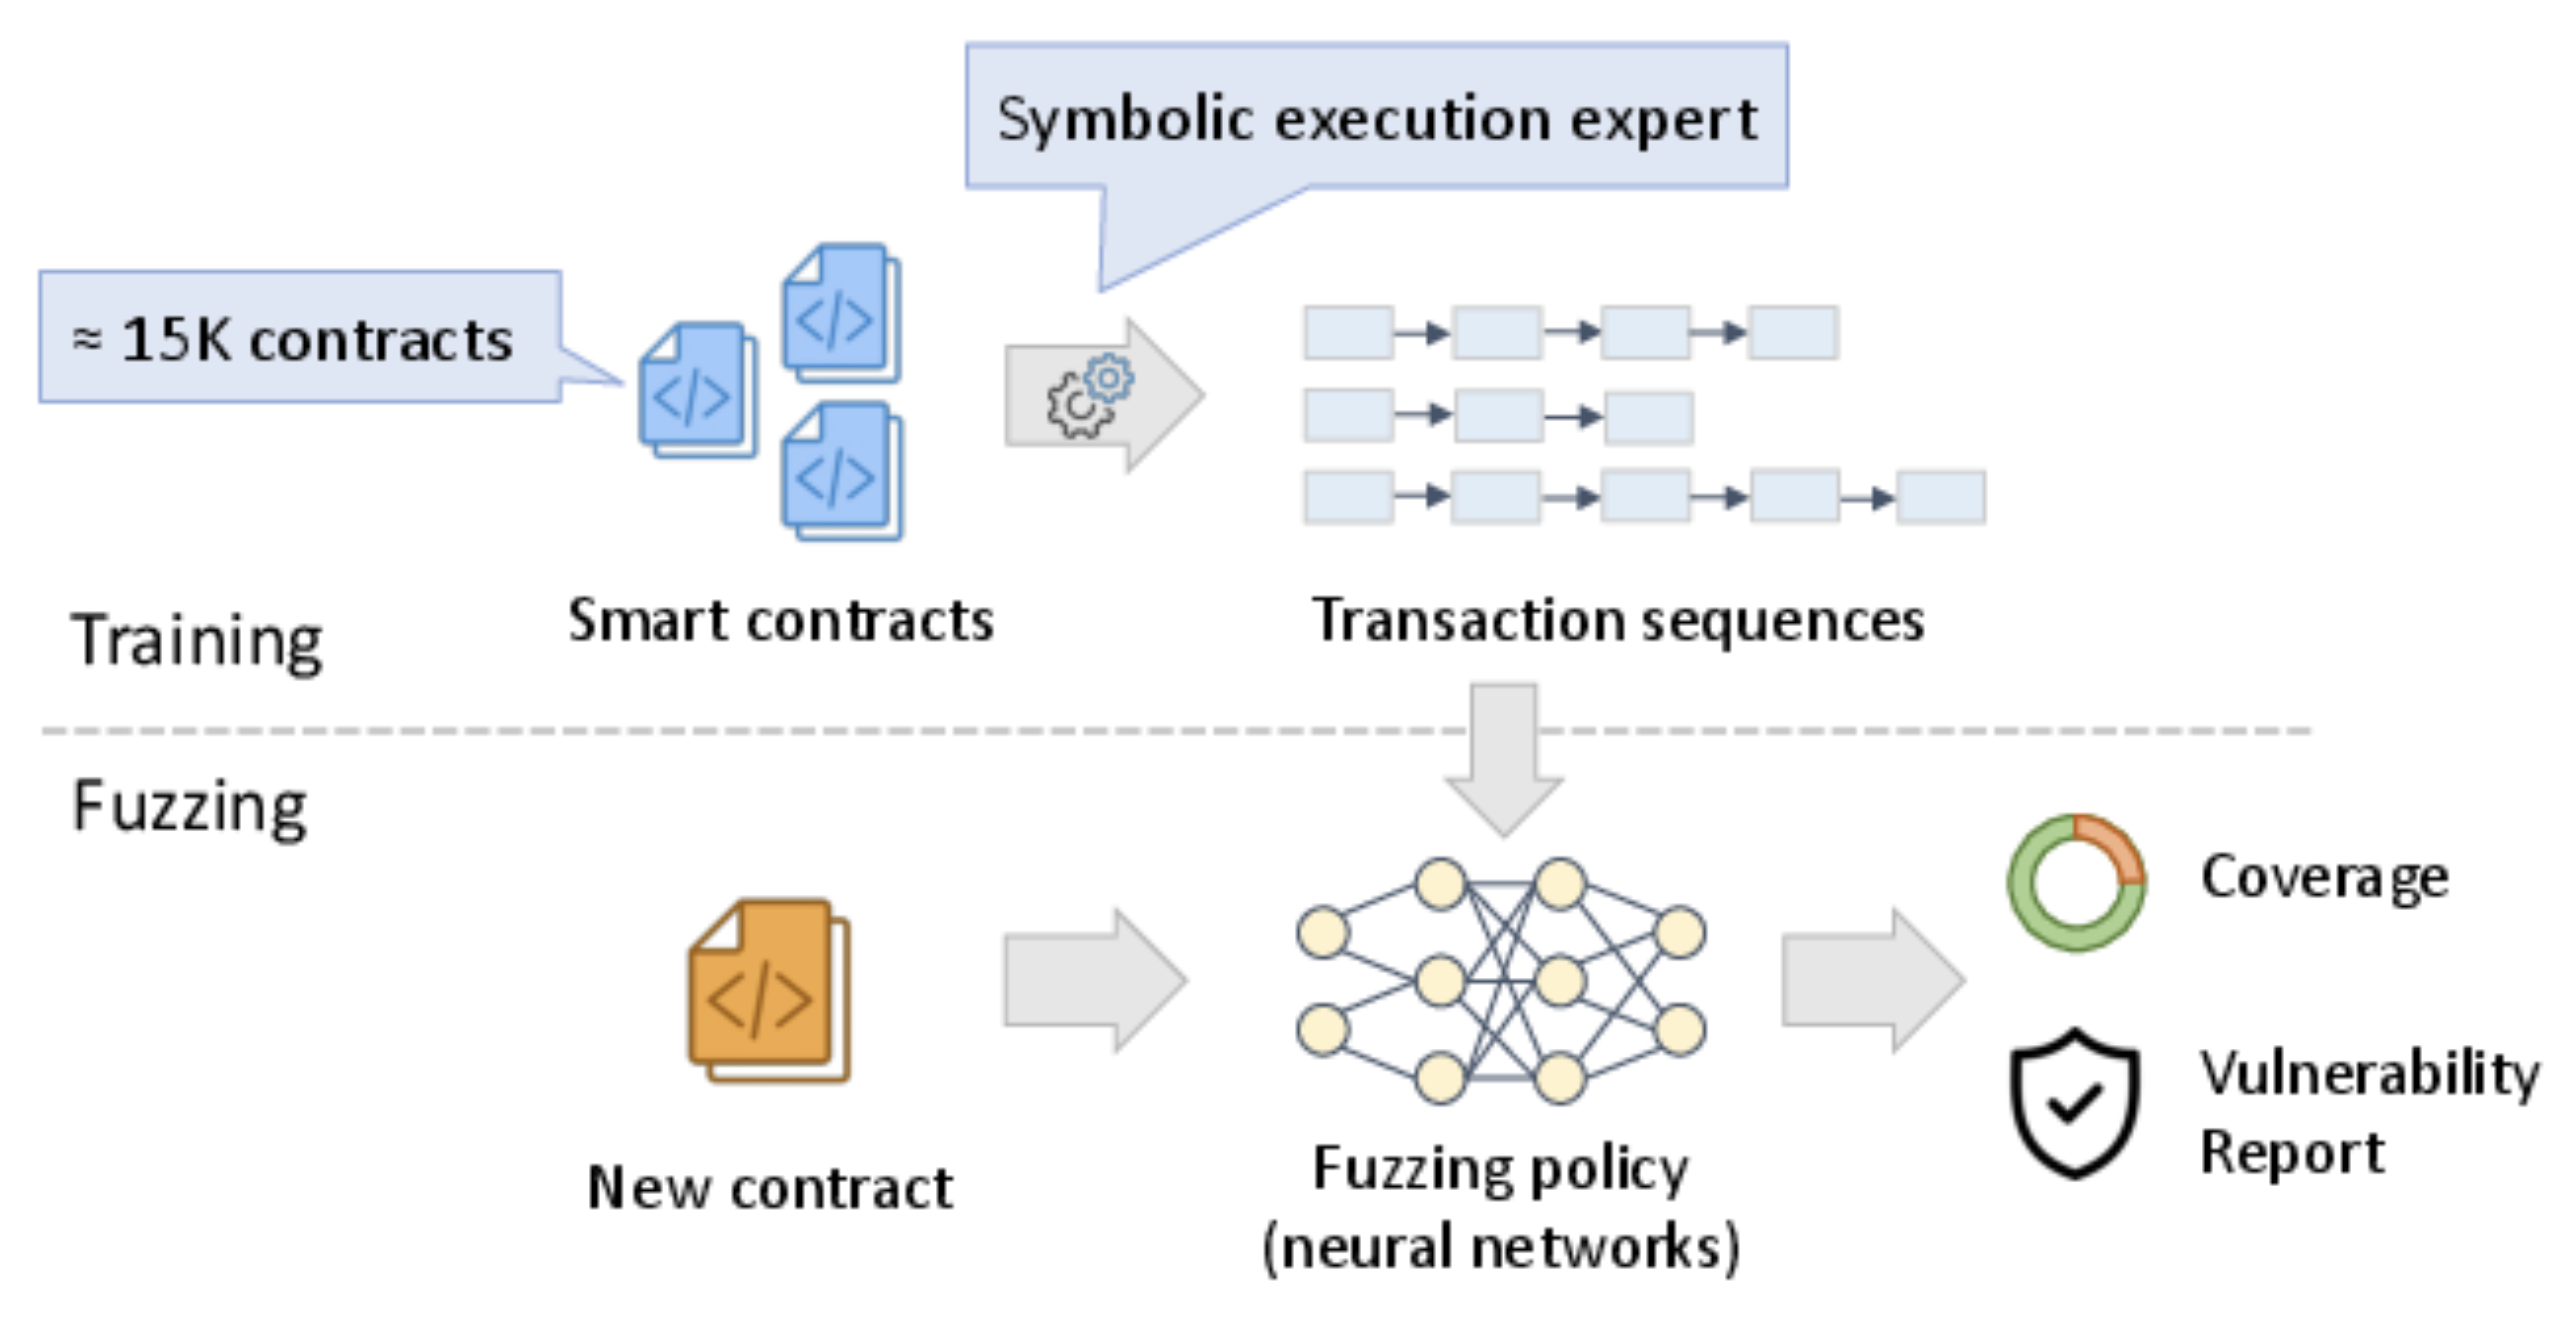 Symbolic execution expert
≈ 15K contracts
</>
</>
</>
Smart contracts
Transaction sequences
Training
Fuzzing
</>
Coverage
Vulnerability
Report
New contract
Fuzzing policy
(neural networks)